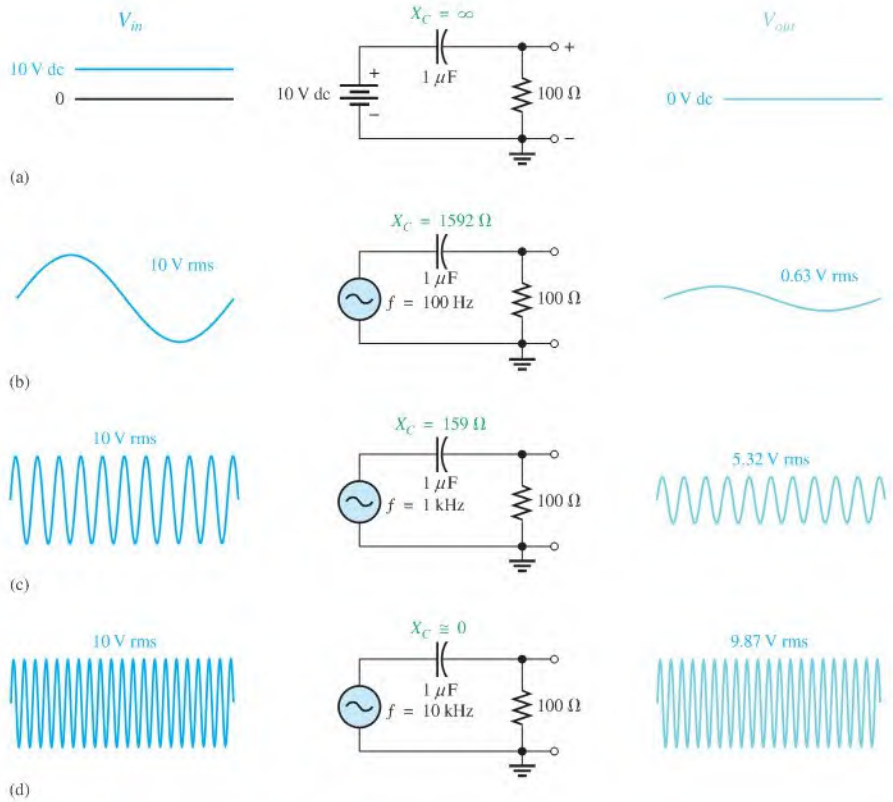 V_in
X_C = ∞
V_out
10 V dc
0
+
1 μF
10 V dc
+
−
100 Ω
−
0 V dc
(a)
X_C = 1592 Ω
10 V rms
1 μF
f = 100 Hz
100 Ω
0.63 V rms
(b)
10 V rms
X_C = 159 Ω
1 μF
f = 1 kHz
100 Ω
5.32 V rms
(c)
10 V rms
X_C ≅ 0
1 μF
f = 10 kHz
100 Ω
9.87 V rms
(d)